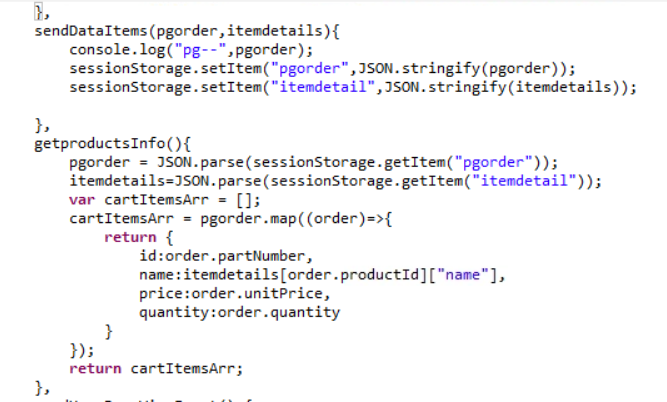 },
sendDataItems(pgorder,itemdetails){
console.log("pg--",pgorder);
sessionStorage.setItem("pgorder",JSON.stringify(pgorder));
sessionStorage.setItem("itemdetail",JSON.stringify(itemdetails));
},
getproductsInfo(){
pgorder = JSON.parse(sessionStorage.getItem("pgorder"));
itemdetails=JSON.parse(sessionStorage.getItem("itemdetail"));
var cartItemsArr = [];
cartItemsArr = pgorder.map((order)=>{
return {
id:order.partNumber,
name:itemdetails[order.productId]["name"],
price:order.unitPrice,
quantity:order.quantity
}
});
return cartItemsArr;
},